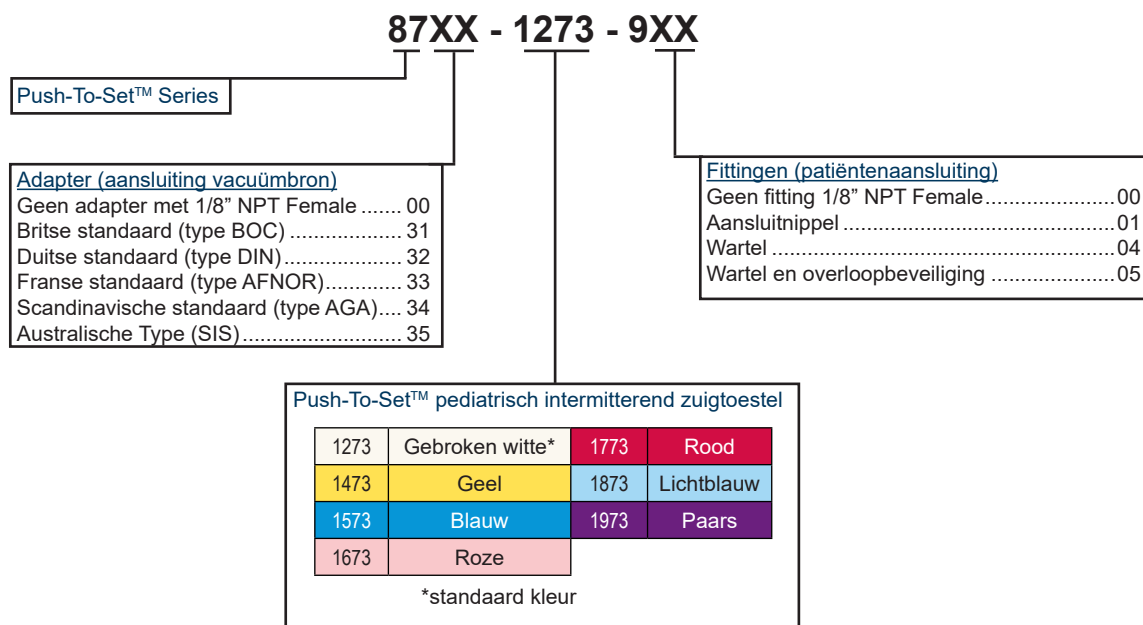 87XX - 1273 - 9XX
Push-To-Set™ Series
Adapter (aansluiting vacuümbron)
Geen adapter met 1/8” NPT Female ....... 00
Britse standaard (type BOC) .................... 31
Duitse standaard (type DIN)..................... 32
Franse standaard (type AFNOR)............. 33
Scandinavische standaard (type AGA).... 34
Australische Type (SIS)............................ 35
Fittingen (patiëntenaansluiting)
Geen fitting 1/8” NPT Female.......................00
Aansluitnippel ................................................01
Wartel .............................................................04
Wartel en overloopbeveiliging ......................05
Push-To-Set™ pediatrisch intermitterend zuigtoestel
1273 Gebroken witte* 1773 Rood
1473 Geel 1873 Lichtblauw
1573 Blauw 1973 Paars
1673 Roze
*standaard kleur